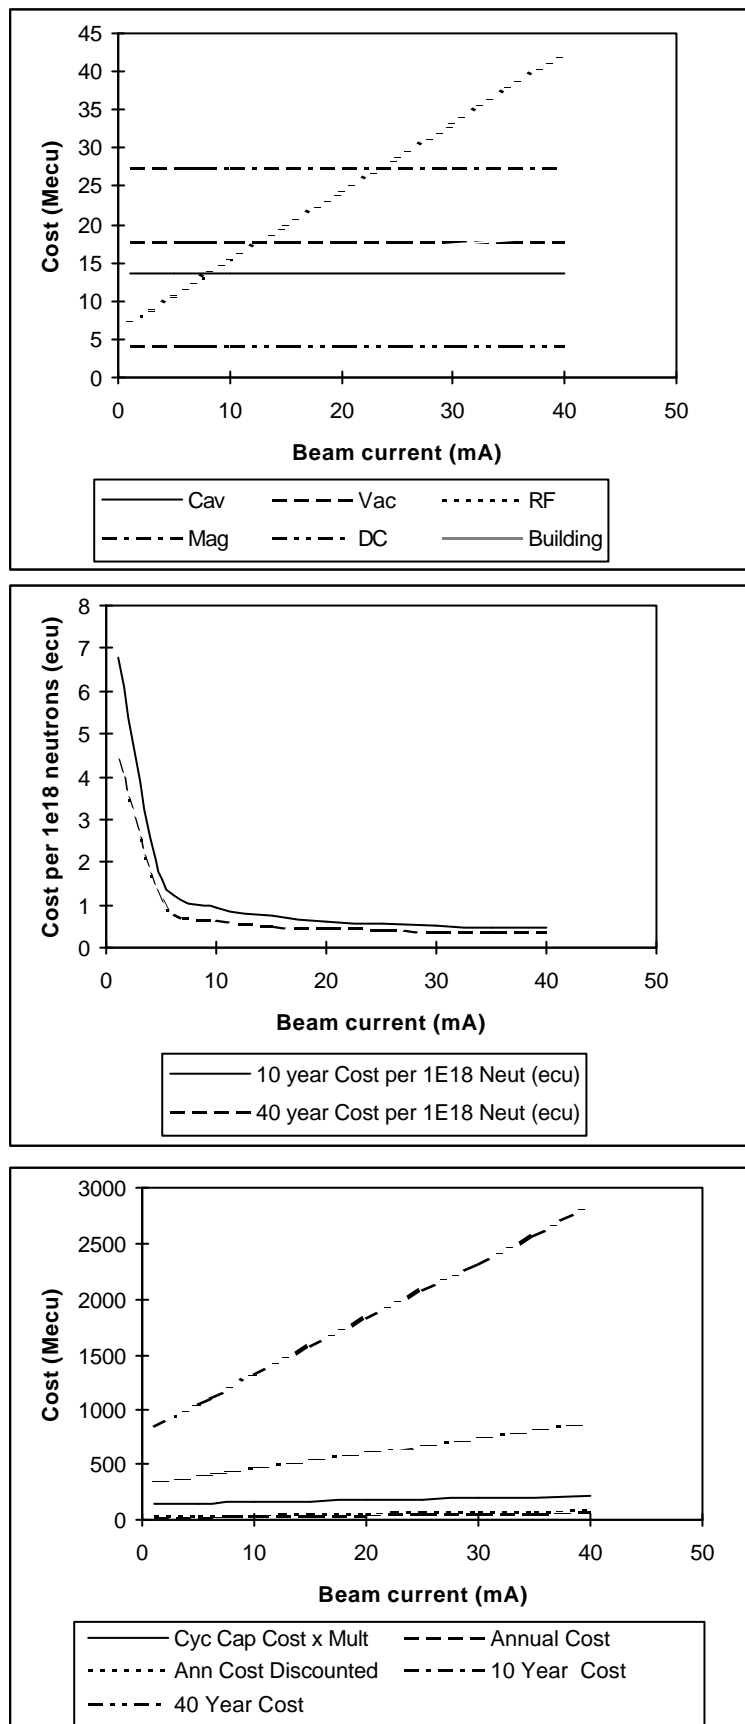 45
40
35
30
25
20
15
10
5
0
Cost (Mecu)
0 10 20 30 40 50
Beam current (mA)
Cav Vac RF
Mag DC Building
8
7
6
5
4
3
2
1
0
Cost per 1e18 neutrons (ecu)
0 10 20 30 40 50
Beam current (mA)
10 year Cost per 1E18 Neut (ecu)
40 year Cost per 1E18 Neut (ecu)
3000
2500
2000
1500
1000
500
0
Cost (Mecu)
0 10 20 30 40 50
Beam current (mA)
Cyc Cap Cost x Mult Annual Cost
Ann Cost Discounted 10 Year Cost
40 Year Cost